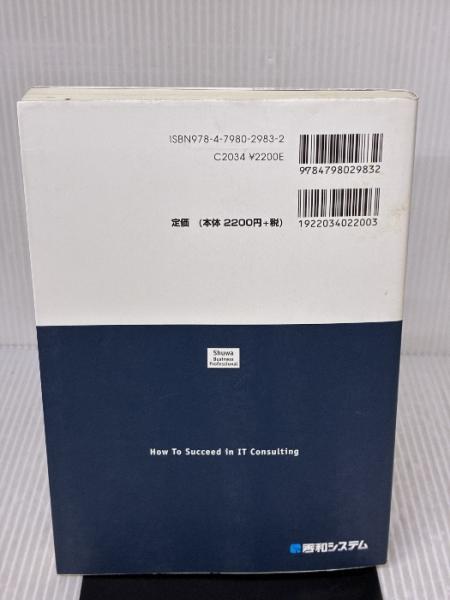 ISBN978-4-7980-2983-2
C2034 ¥2200E
9784798029832
定価 (本体 2200円+税)
1922034022003
Shuwa
Business
Professional
How To Succeed in IT Consulting
秀和システム